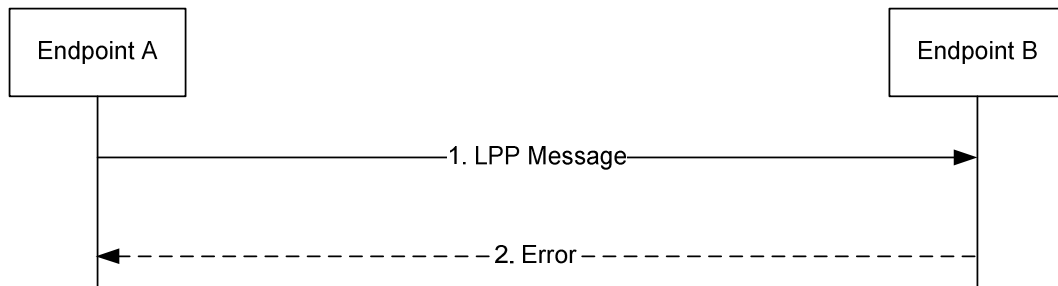 Endpoint A
Endpoint B
1. LPP Message
2. Error